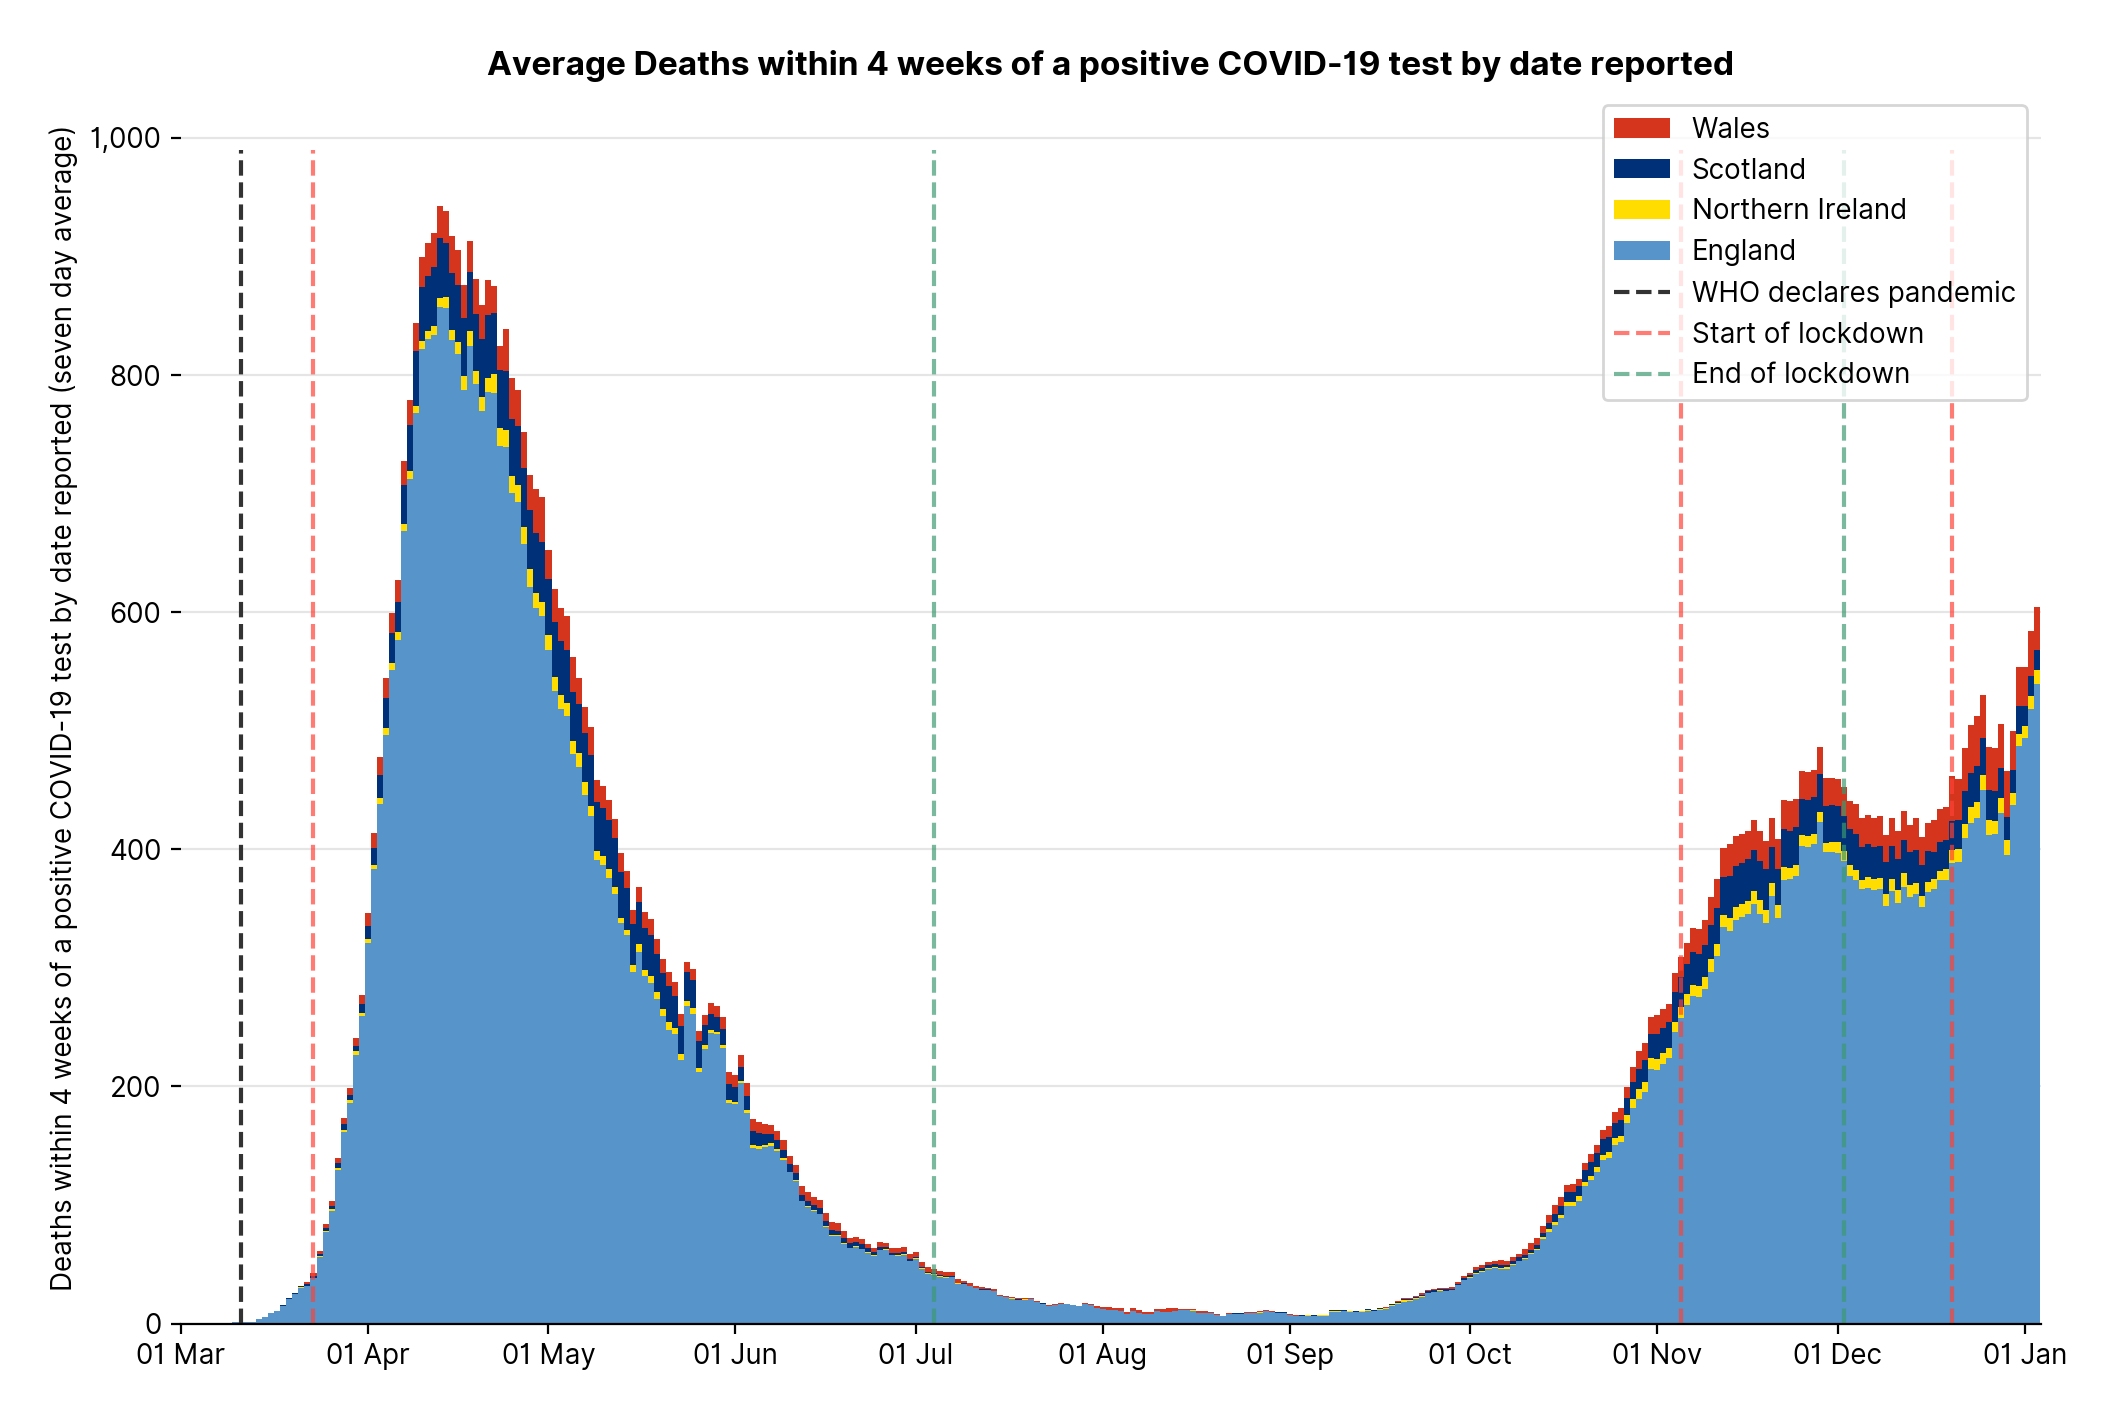 Average Deaths within 4 weeks of a positive COVID-19 test by date reported
Deaths within 4 weeks of a positive COVID-19 test by date reported (seven day average)
1,000
800
600
400
200
0
Wales
Scotland
Northern Ireland
England
WHO declares pandemic
Start of lockdown
End of lockdown
01 Mar 01 Apr 01 May 01 Jun 01 Jul 01 Aug 01 Sep 01 Oct 01 Nov 01 Dec 01 Jan